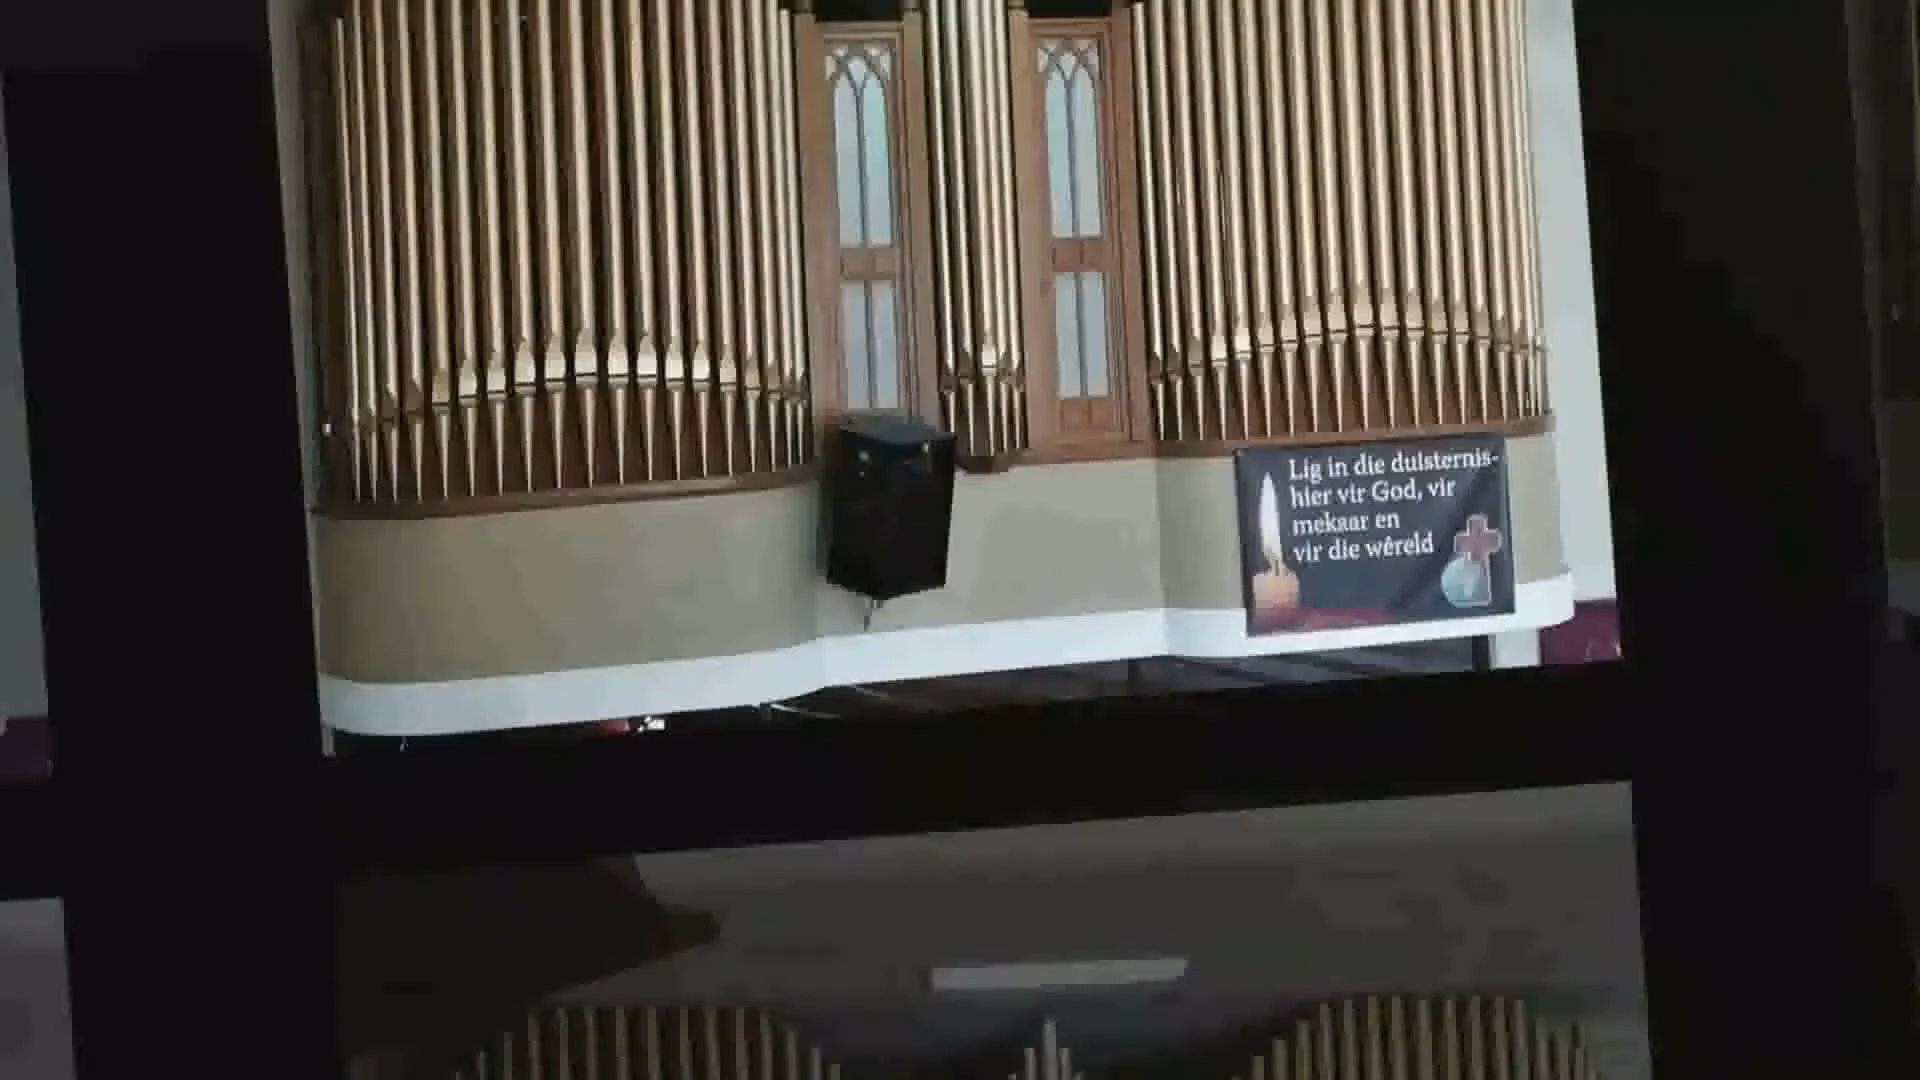 Lig in die duisternis-
hier vir God, vir
mekaar en
vir die wêreld